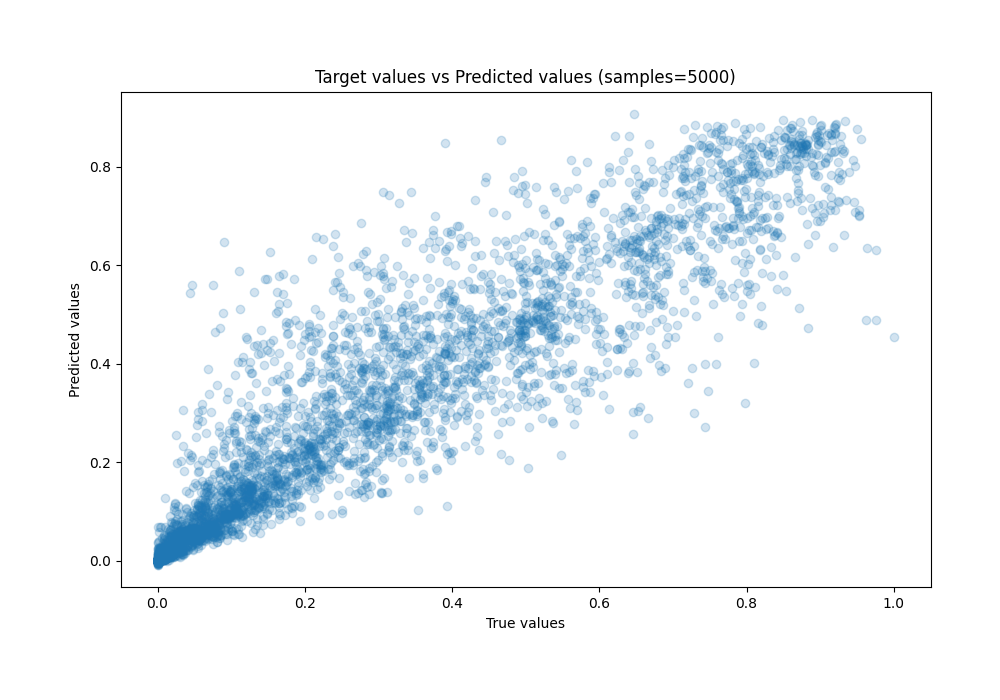 Target values vs Predicted values (samples=5000)
Predicted values
0.8
0.6
0.4
0.2
0.0
0.0 0.2 0.4 0.6 0.8 1.0
True values